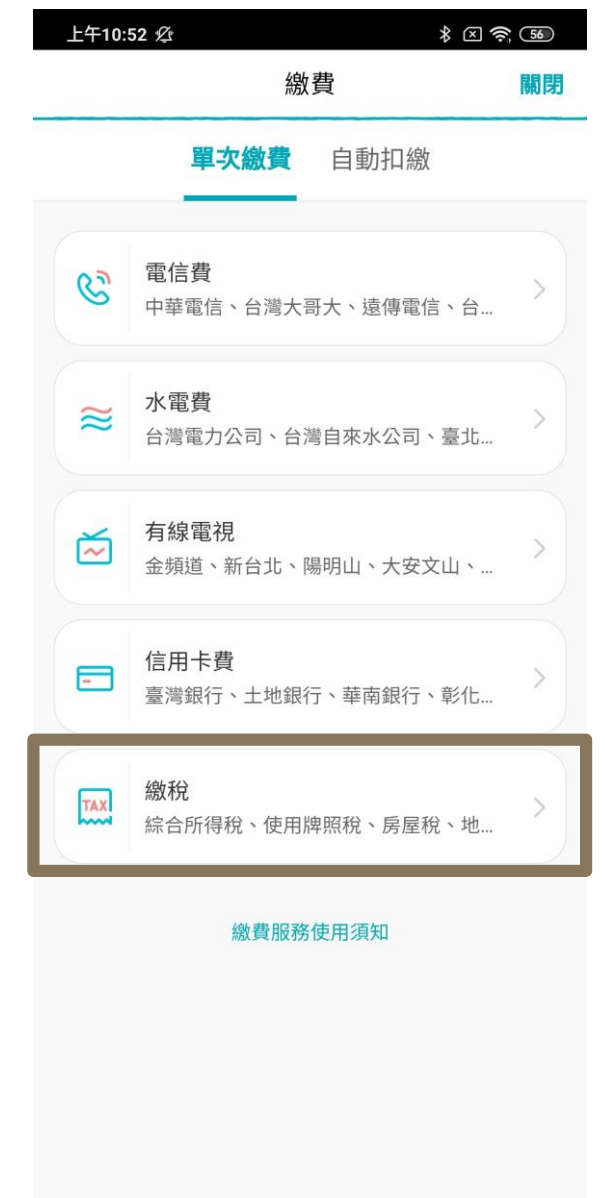 上午10:52
56
繳費
關閉
單次繳費
自動扣繳
電信費
中華電信、台灣大哥大、遠傳電信、台...
水電費
台灣電力公司、台灣自來水公司、臺北...
有線電視
金頻道、新台北、陽明山、大安文山、...
信用卡費
臺灣銀行、土地銀行、華南銀行、彰化...
TAX
繳稅
綜合所得稅、使用牌照稅、房屋稅、地...
繳費服務使用須知